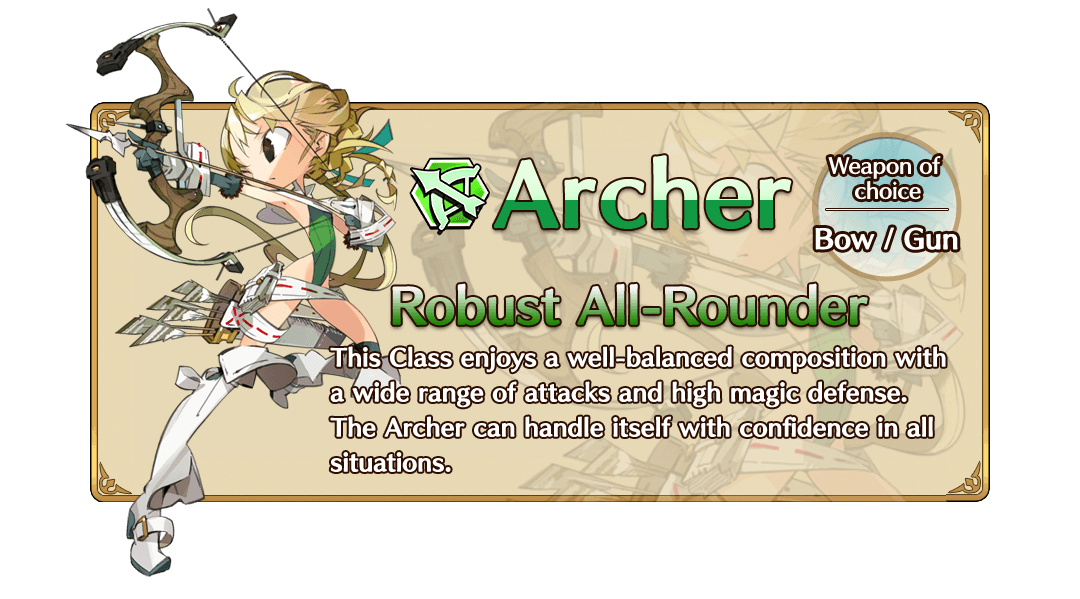 Archer
Weapon of
choice
Bow / Gun
Robust All-Rounder
This Class enjoys a well-balanced composition with
a wide range of attacks and high magic defense.
The Archer can handle itself with confidence in all
situations.